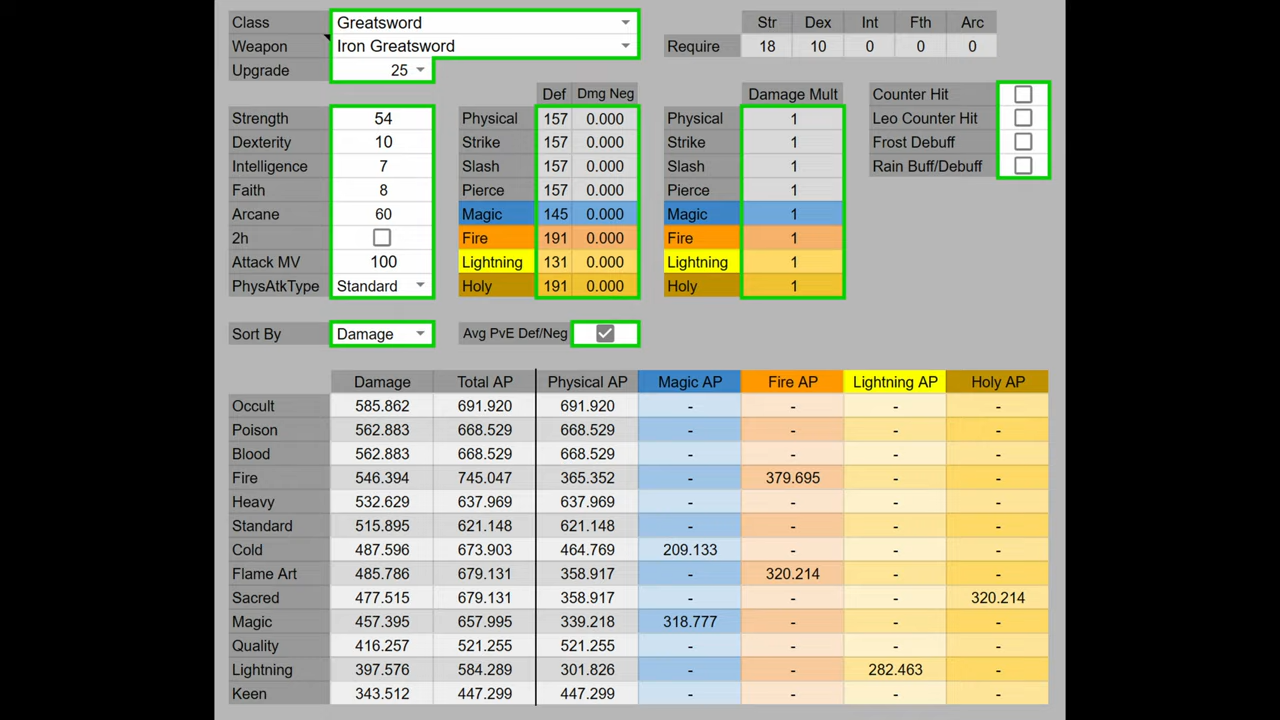 Class Greatsword Str Dex Int Fth Arc
Weapon Iron Greatsword Require 18 10 0 0 0
Upgrade 25
Def Dmg Neg Damage Mult Counter Hit
Strength 54 Physical 157 0.000 Physical 1 Leo Counter Hit
Dexterity 10 Strike 157 0.000 Strike 1 Frost Debuff
Intelligence 7 Slash 157 0.000 Slash 1 Rain Buff/Debuff
Faith 8 Pierce 157 0.000 Pierce 1
Arcane 60 Magic 145 0.000 Magic 1
2h Fire 191 0.000 Fire 1
Attack MV 100 Lightning 131 0.000 Lightning 1
PhysAtkType Standard Holy 191 0.000 Holy 1
Sort By Damage Avg PvE Def/Neg
Damage Total AP Physical AP Magic AP Fire AP Lightning AP Holy AP
Occult 585.862 691.920 691.920 - - - -
Poison 562.883 668.529 668.529 - - - -
Blood 562.883 668.529 668.529 - - - -
Fire 546.394 745.047 365.352 - 379.695 - -
Heavy 532.629 637.969 637.969 - - - -
Standard 515.895 621.148 621.148 - - - -
Cold 487.596 673.903 464.769 209.133 - - -
Flame Art 485.786 679.131 358.917 - 320.214 - -
Sacred 477.515 679.131 358.917 - - - 320.214
Magic 457.395 657.995 339.218 318.777 - - -
Quality 416.257 521.255 521.255 - - - -
Lightning 397.576 584.289 301.826 - - 282.463 -
Keen 343.512 447.299 447.299 - - - -